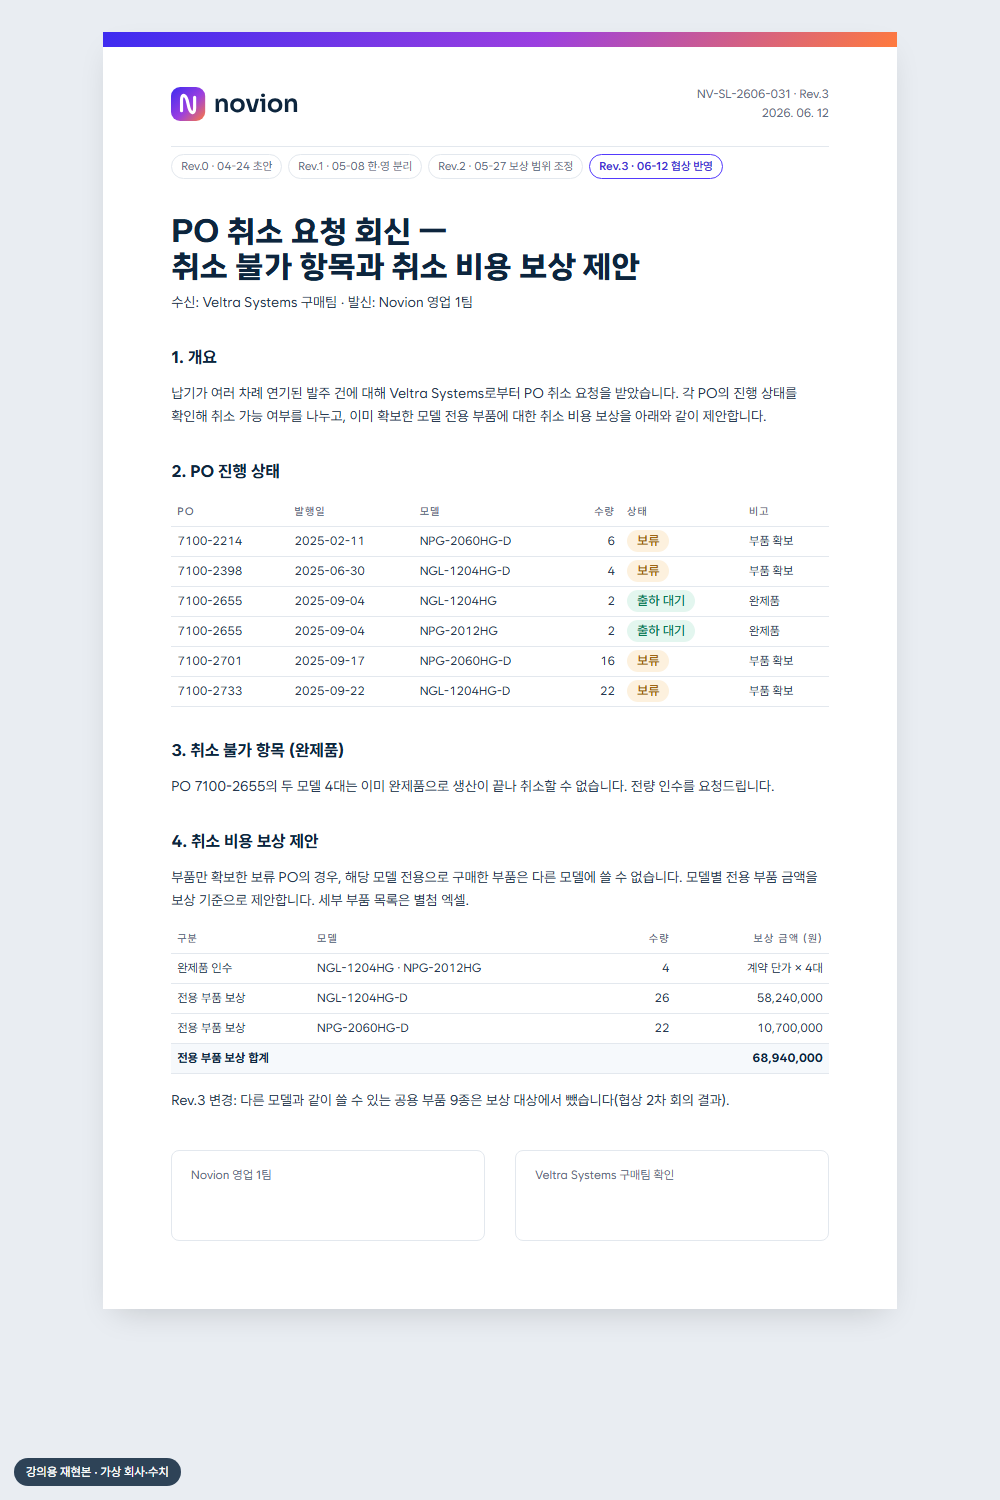 novion
NV-SL-2606-031 · Rev.3
2026. 06. 12
Rev.0 · 04-24 초안
Rev.1 · 05-08 한·영 분리
Rev.2 · 05-27 보상 범위 조정
Rev.3 · 06-12 협상 반영
PO 취소 요청 회신 —
취소 불가 항목과 취소 비용 보상 제안
수신: Veltra Systems 구매팀 · 발신: Novion 영업 1팀
1. 개요
납기가 여러 차례 연기된 발주 건에 대해 Veltra Systems로부터 PO 취소 요청을 받았습니다. 각 PO의 진행 상태를
확인해 취소 가능 여부를 나누고, 이미 확보한 모델 전용 부품에 대한 취소 비용 보상을 아래와 같이 제안합니다.
2. PO 진행 상태
PO 발행일 모델 수량 상태 비고
7100-2214 2025-02-11 NPG-2060HG-D 6 보류 부품 확보
7100-2398 2025-06-30 NGL-1204HG-D 4 보류 부품 확보
7100-2655 2025-09-04 NGL-1204HG 2 출하 대기 완제품
7100-2655 2025-09-04 NPG-2012HG 2 출하 대기 완제품
7100-2701 2025-09-17 NPG-2060HG-D 16 보류 부품 확보
7100-2733 2025-09-22 NGL-1204HG-D 22 보류 부품 확보
3. 취소 불가 항목 (완제품)
PO 7100-2655의 두 모델 4대는 이미 완제품으로 생산이 끝나 취소할 수 없습니다. 전량 인수를 요청드립니다.
4. 취소 비용 보상 제안
부품만 확보한 보류 PO의 경우, 해당 모델 전용으로 구매한 부품은 다른 모델에 쓸 수 없습니다. 모델별 전용 부품 금액을
보상 기준으로 제안합니다. 세부 부품 목록은 별첨 엑셀.
구분 모델 수량 보상 금액 (원)
완제품 인수 NGL-1204HG · NPG-2012HG 4 계약 단가 × 4대
전용 부품 보상 NGL-1204HG-D 26 58,240,000
전용 부품 보상 NPG-2060HG-D 22 10,700,000
전용 부품 보상 합계 68,940,000
Rev.3 변경: 다른 모델과 같이 쓸 수 있는 공용 부품 9종은 보상 대상에서 뺐습니다(협상 2차 회의 결과).
Novion 영업 1팀
Veltra Systems 구매팀 확인
강의용 재현본 · 가상 회사·수치